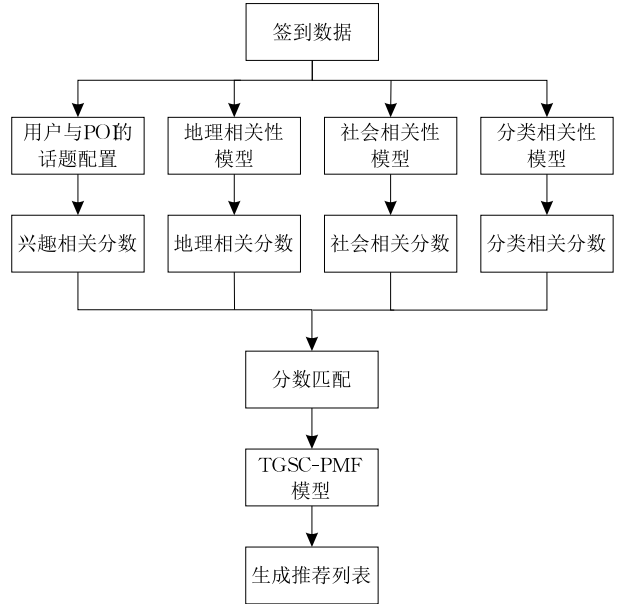 签到数据
用户与POI的
话题配置
地理相关性
模型
社会相关性
模型
分类相关性
模型
兴趣相关分数
地理相关分数
社会相关分数
分类相关分数
分数匹配
TGSC-PMF
模型
生成推荐列表